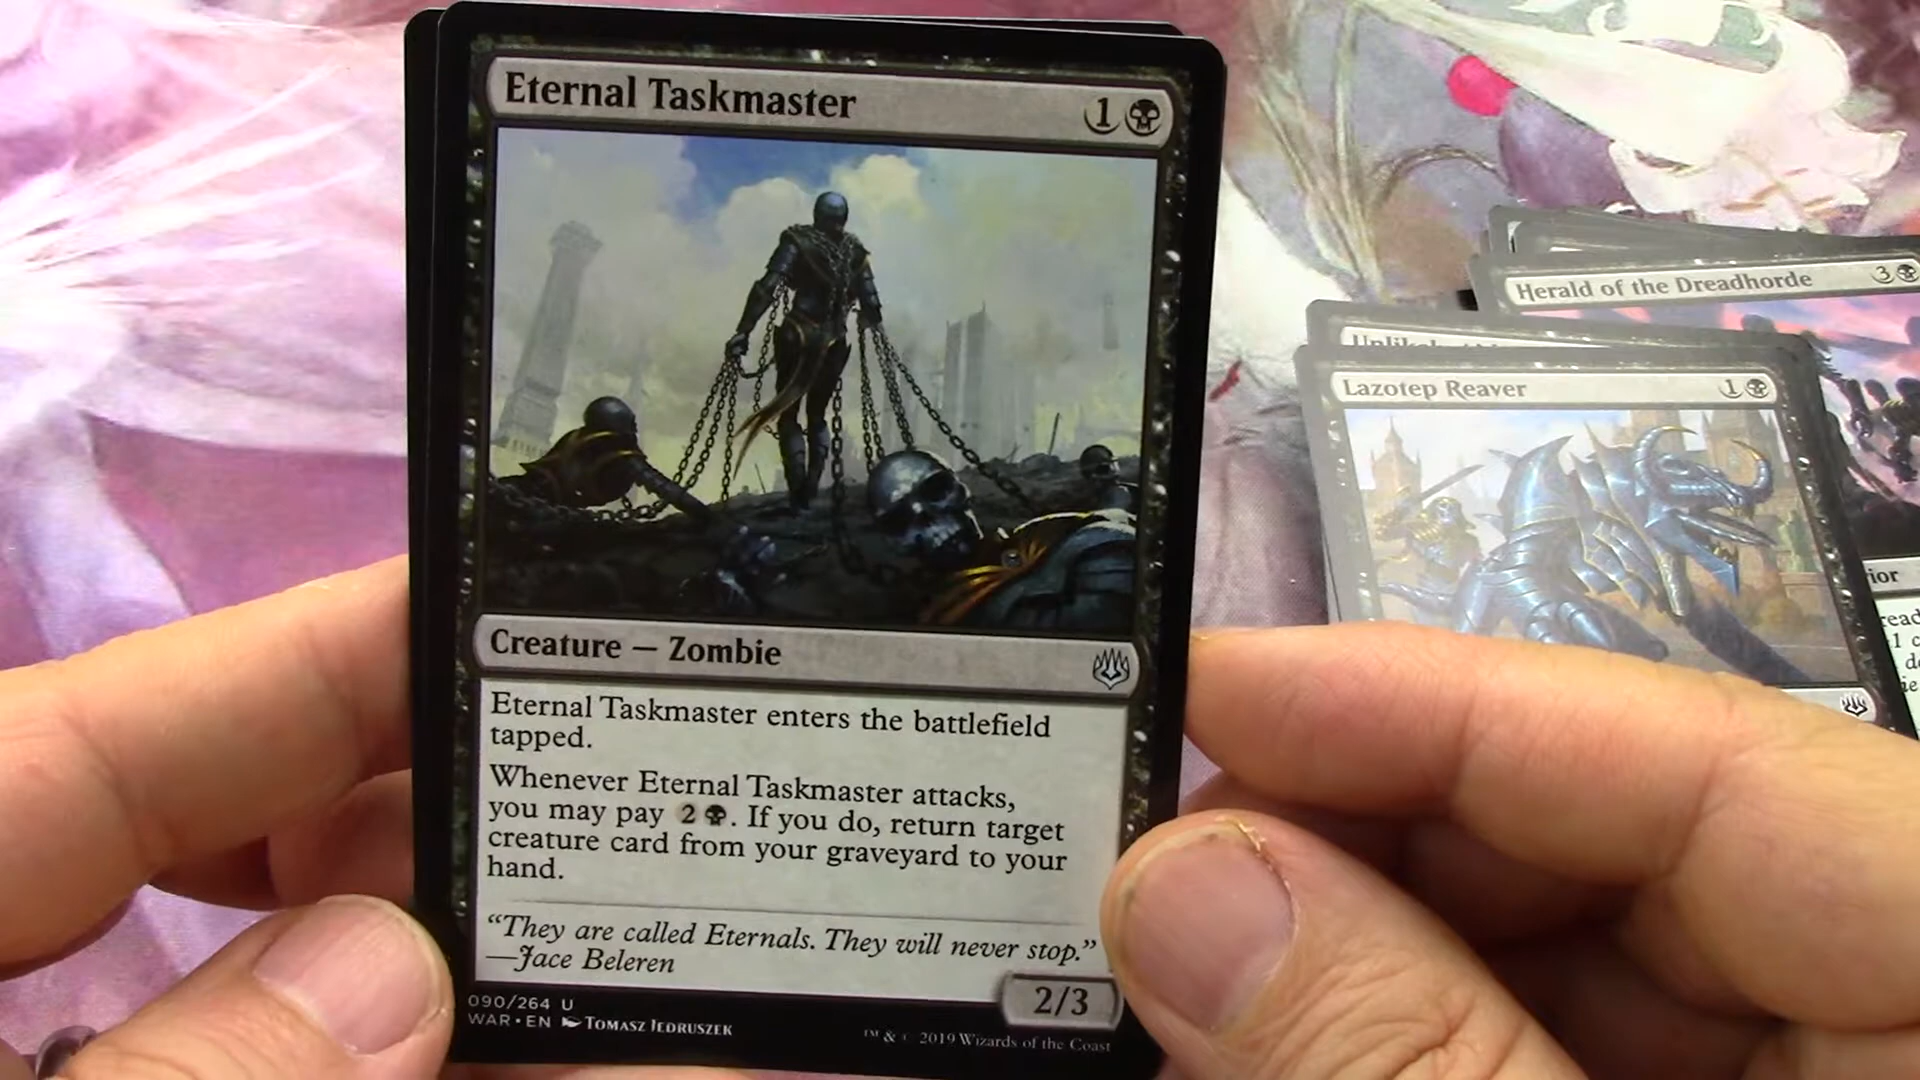 Eternal Taskmaster
1
Creature — Zombie
Eternal Taskmaster enters the battlefield
tapped.
Whenever Eternal Taskmaster attacks,
you may pay 2 . If you do, return target
creature card from your graveyard to your
hand.
“They are called Eternals. They will never stop.”
—Jace Beleren
2/3
090/264 U
WAR • EN Tomasz Jedruszek
™ & © 2019 Wizards of the Coast
Herald of the Dreadhorde 3
Lazotep Reaver 1